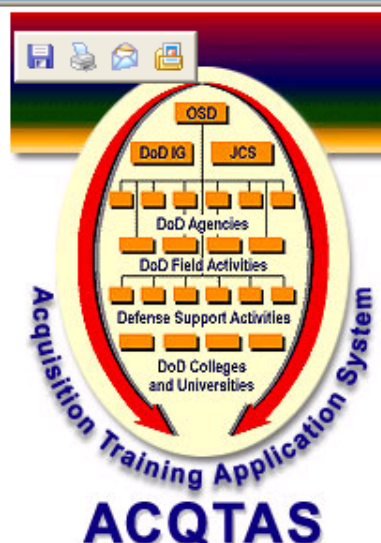 OSD
DoD IG JCS
DoD Agencies
DoD Field Activities
Defense Support Activities
DoD Colleges
and Universities
Acquisition Training Application System
ACQTAS